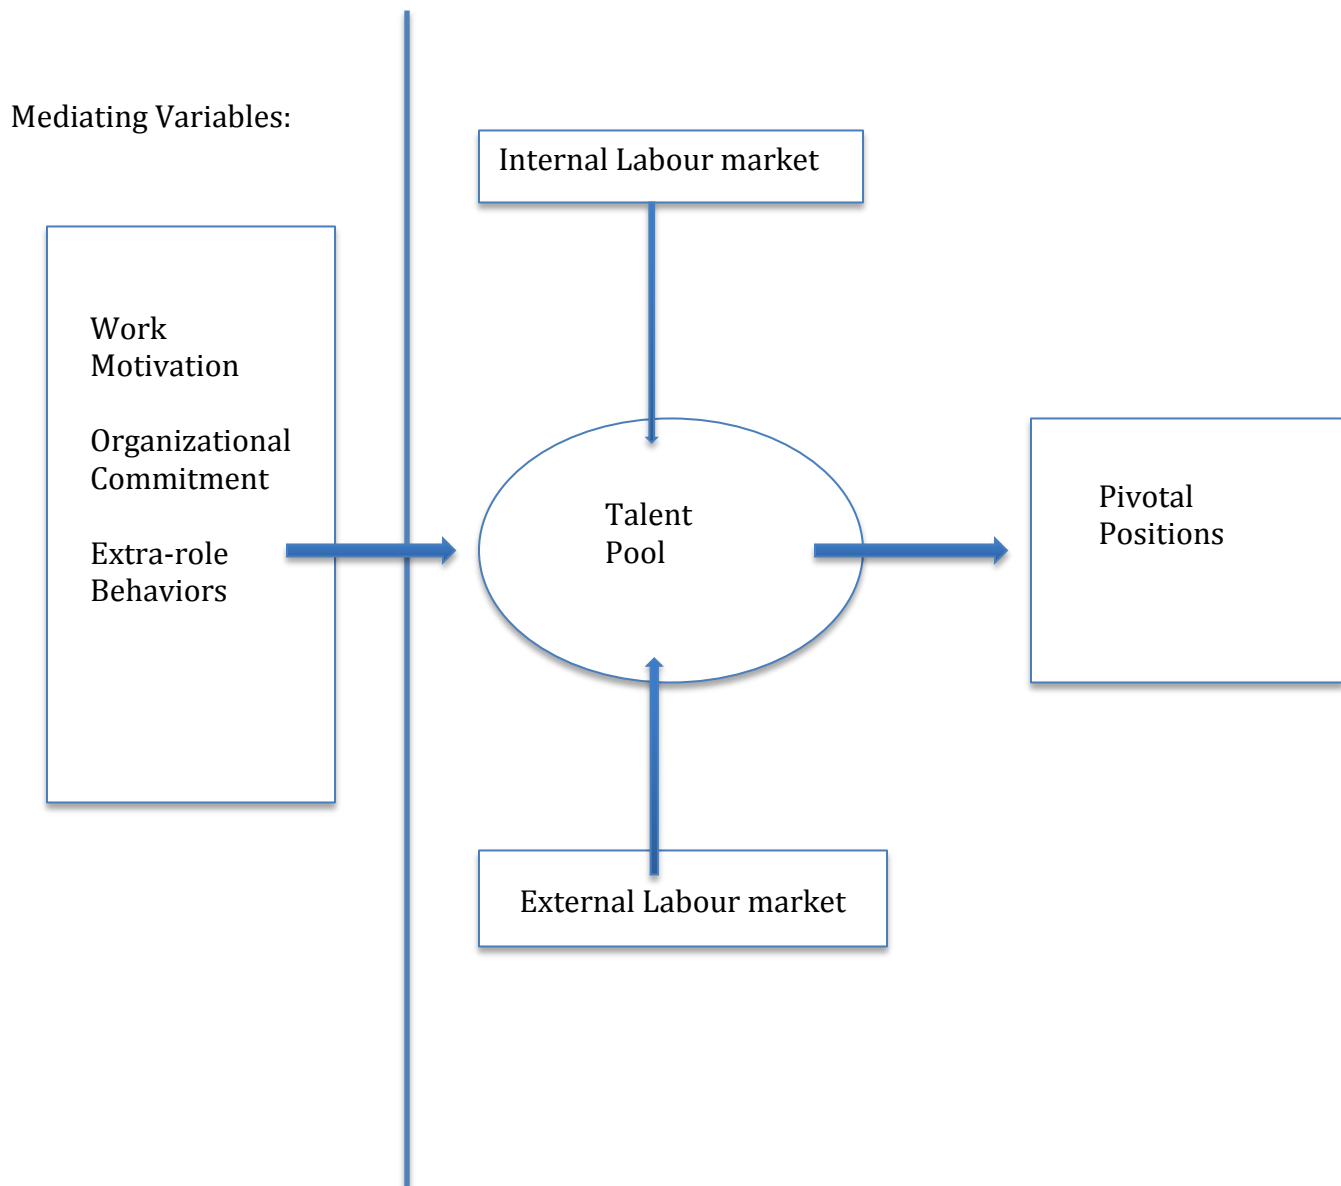 Mediating Variables:
Internal Labour market
Work
Motivation
Organizational
Commitment
Extra-role
Behaviors
Talent
Pool
Pivotal
Positions
External Labour market